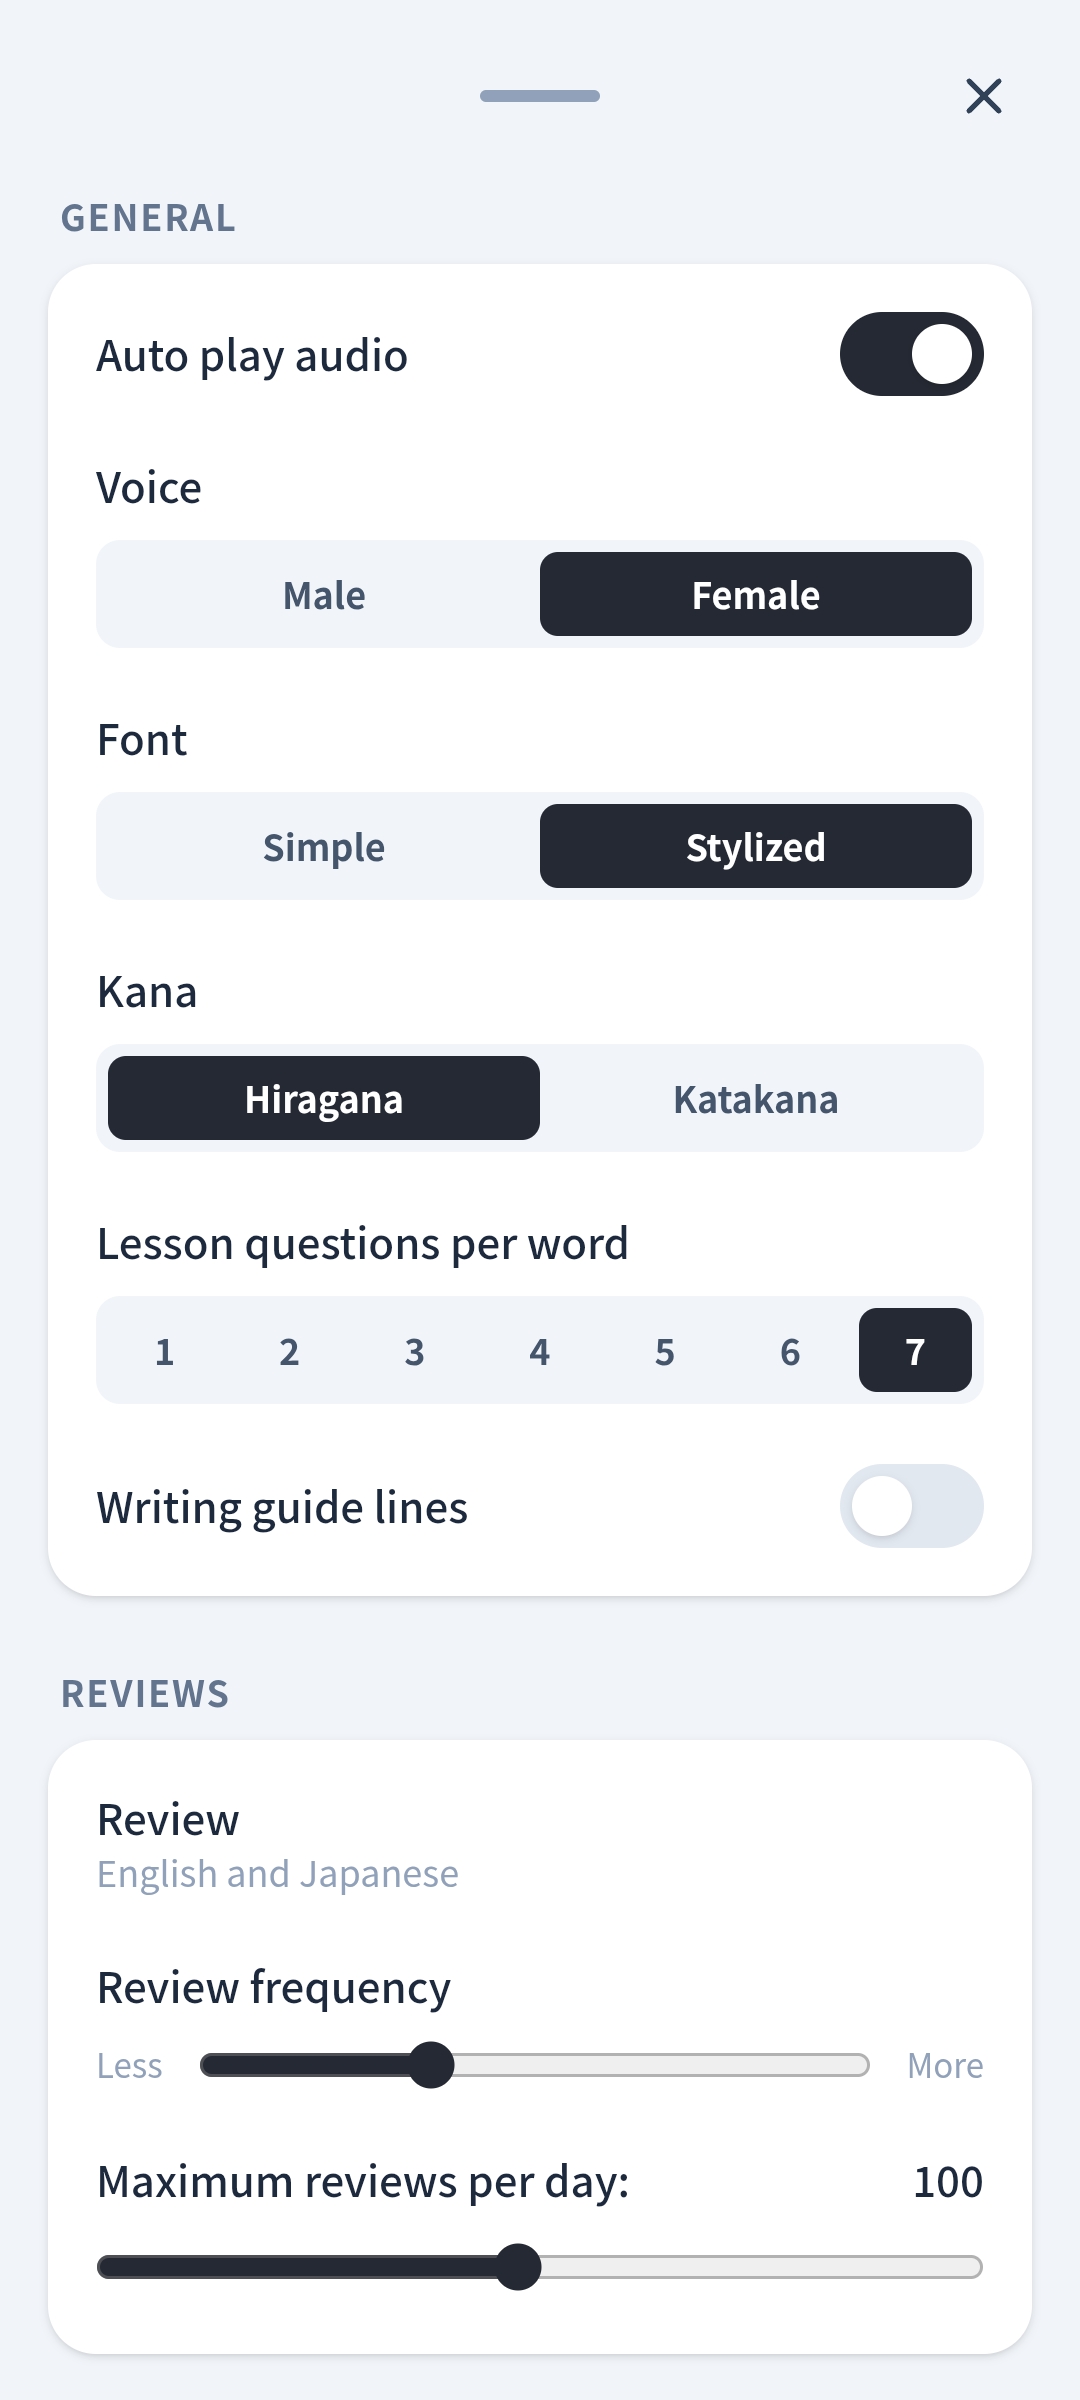 GENERAL
Auto play audio
Voice
Male Female
Font
Simple Stylized
Kana
Hiragana Katakana
Lesson questions per word
1 2 3 4 5 6 7
Writing guide lines
REVIEWS
Review
English and Japanese
Review frequency
Less More
Maximum reviews per day: 100